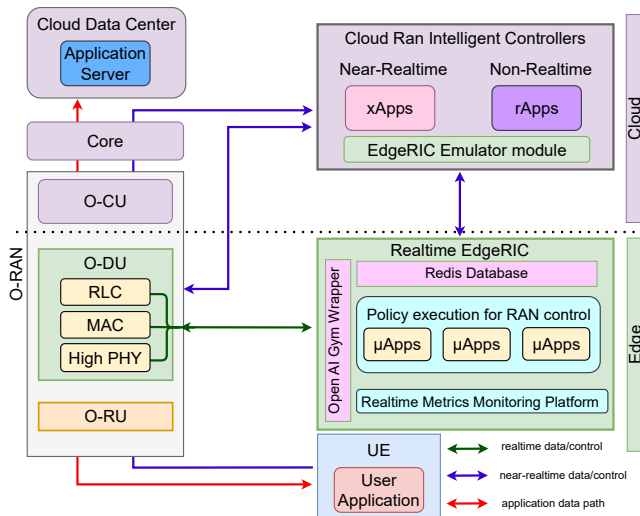 Cloud Data Center
Application
Server
Core
O-CU
O-RAN
O-DU
RLC
MAC
High PHY
O-RU
Cloud Ran Intelligent Controllers
Near-Realtime
Non-Realtime
xApps
rApps
EdgeRIC Emulator module
Cloud
Realtime EdgeRIC
Open AI Gym Wrapper
Redis Database
Policy execution for RAN control
µApps
µApps
µApps
Realtime Metrics Monitoring Platform
Edge
UE
User
Application
realtime data/control
near-realtime data/control
application data path